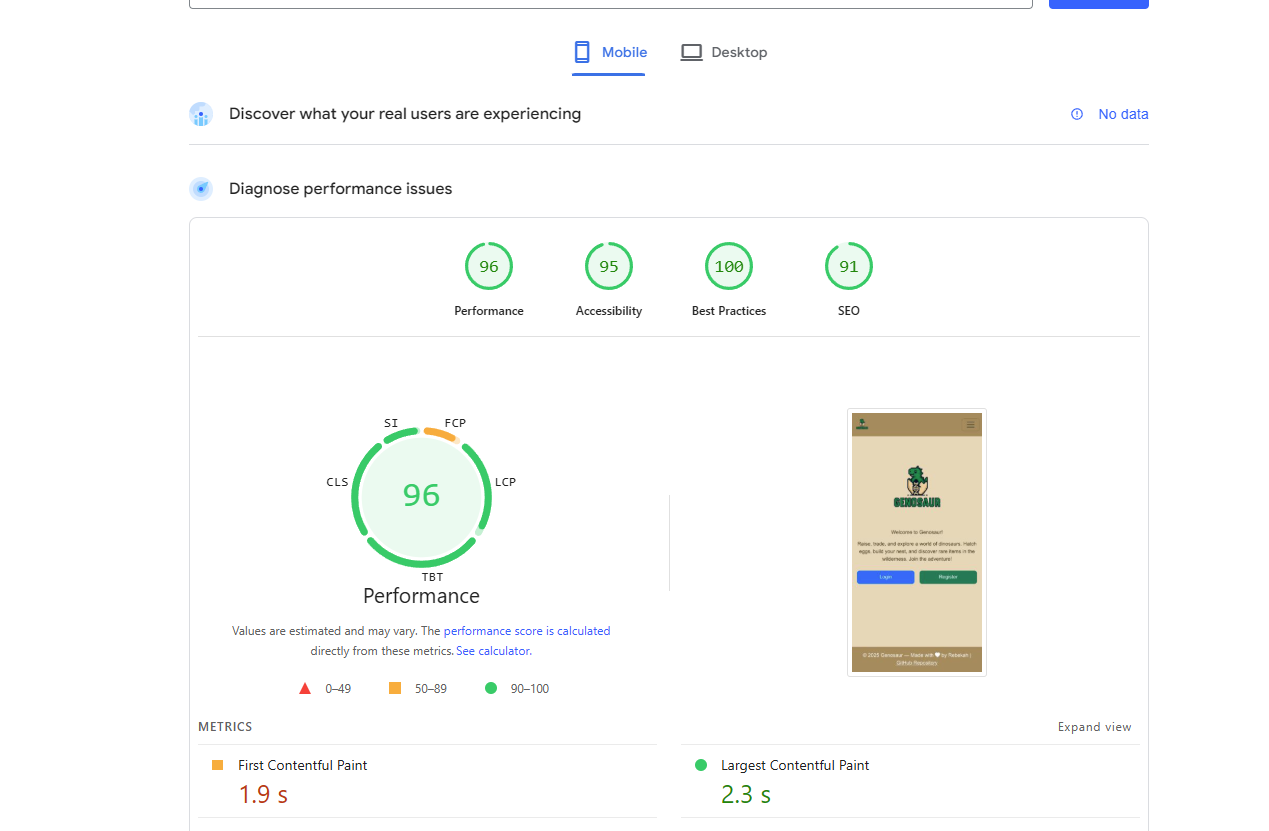 Mobile
Desktop
Discover what your real users are experiencing
No data
Diagnose performance issues
96
95
100
91
Performance
Accessibility
Best Practices
SEO
SI
FCP
CLS
LCP
96
TBT
Performance
Values are estimated and may vary. The performance score is calculated
directly from these metrics. See calculator.
0–49
50–89
90–100
GENOSAUR
Welcome to Genosaur!
Raise, trade, and explore a world of dinosaurs. Hatch
eggs, build your nest, and discover rare items in the
wilderness. Join the adventure!
Login
Register
© 2025 Genosaur — Made with 🤍 by Rebekah |
GitHub Repository
METRICS
Expand view
First Contentful Paint
1.9 s
Largest Contentful Paint
2.3 s